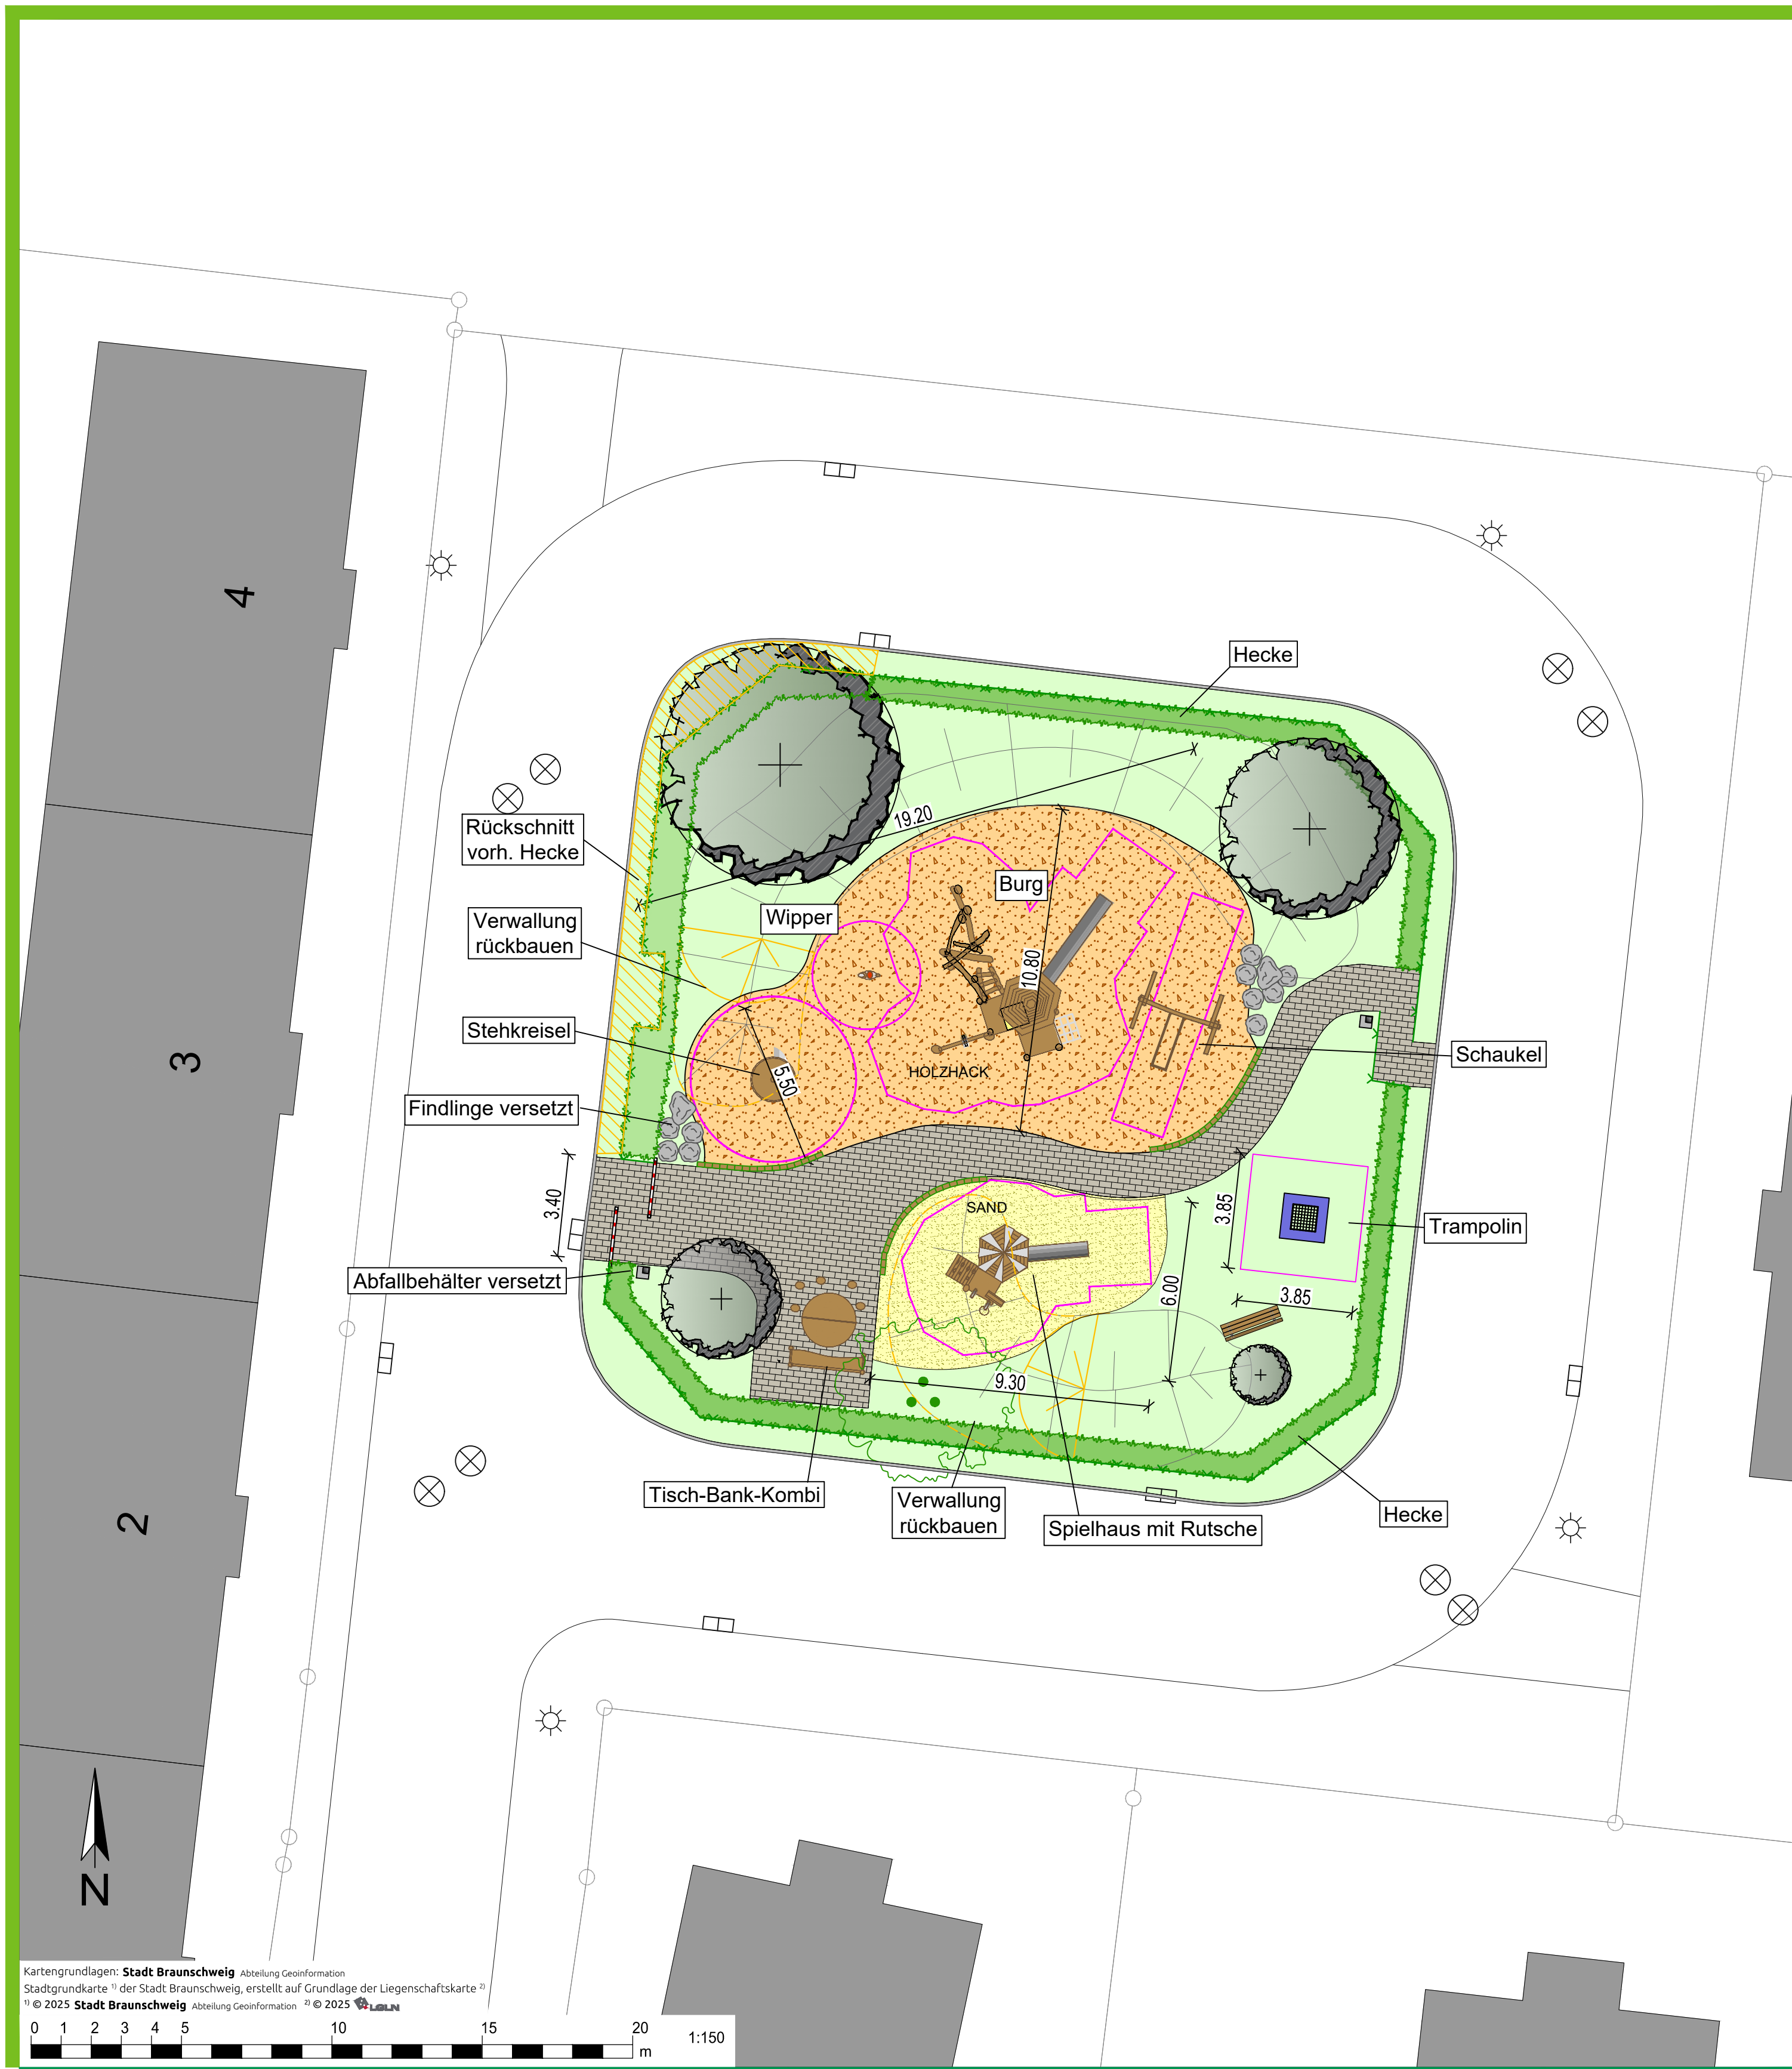 Hecke
Rückschnitt
vorh. Hecke
19.20
Burg
Verwallung
rückbauen
Wipper
10.80
Stehkreisel
5.50
HOLZHACK
Schaukel
Findlinge versetzt
3.40
SAND
3.85
Trampolin
Abfallbehälter versetzt
6.00
3.85
9.30
Tisch-Bank-Kombi
Verwallung
rückbauen
Spielhaus mit Rutsche
Hecke
4
3
2
N
Kartengrundlagen: Stadt Braunschweig Abteilung Geoinformation
Stadtgrundkarte ¹⁾ der Stadt Braunschweig, erstellt auf Grundlage der Liegenschaftskarte ²⁾
¹⁾ © 2025 Stadt Braunschweig Abteilung Geoinformation ²⁾ © 2025 LGLN
0 1 2 3 4 5 10 15 20
m
1:150